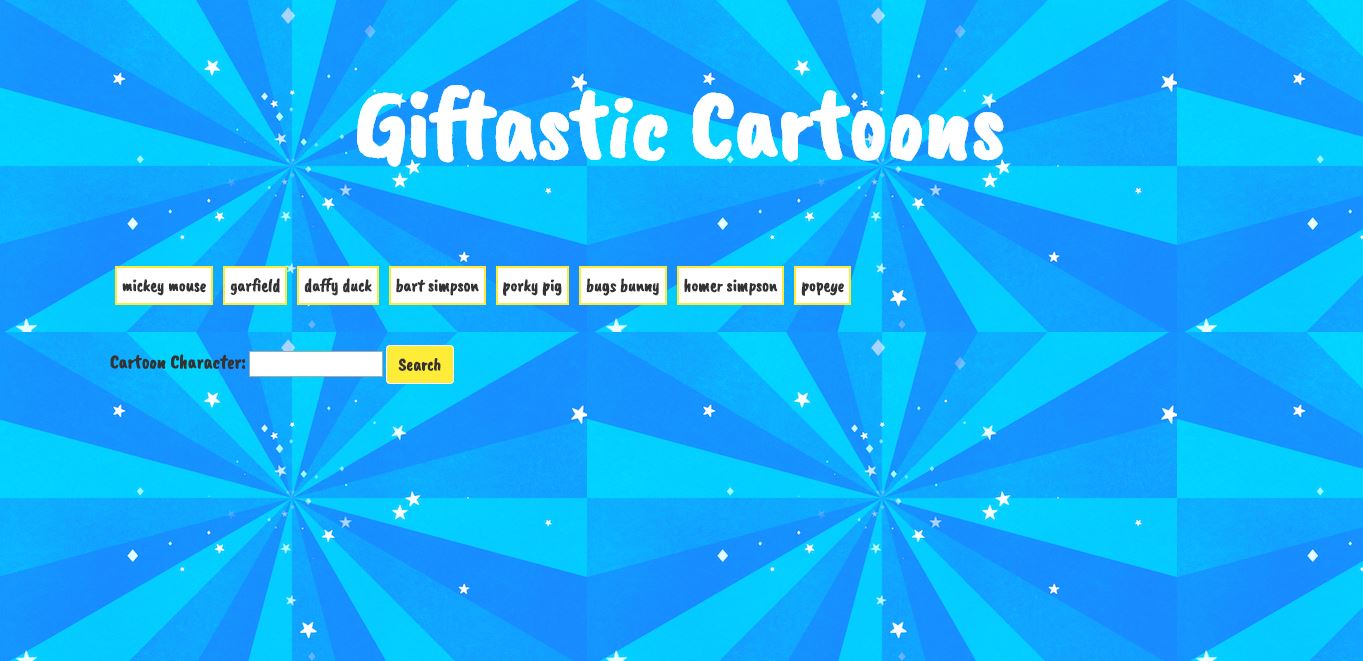 Giftastic Cartoons
mickey mouse garfield daffy duck bart simpson porky pig bugs bunny homer simpson popeye
Cartoon Character: Search